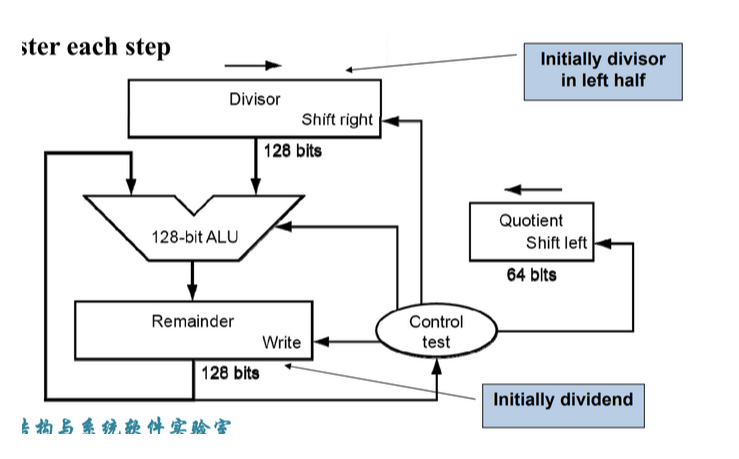 ster each step
Initially divisor
in left half
Divisor
Shift right
128 bits
128-bit ALU
Quotient
Shift left
64 bits
Remainder
Write
Control
test
128 bits
Initially dividend
结构与系统软件实验室